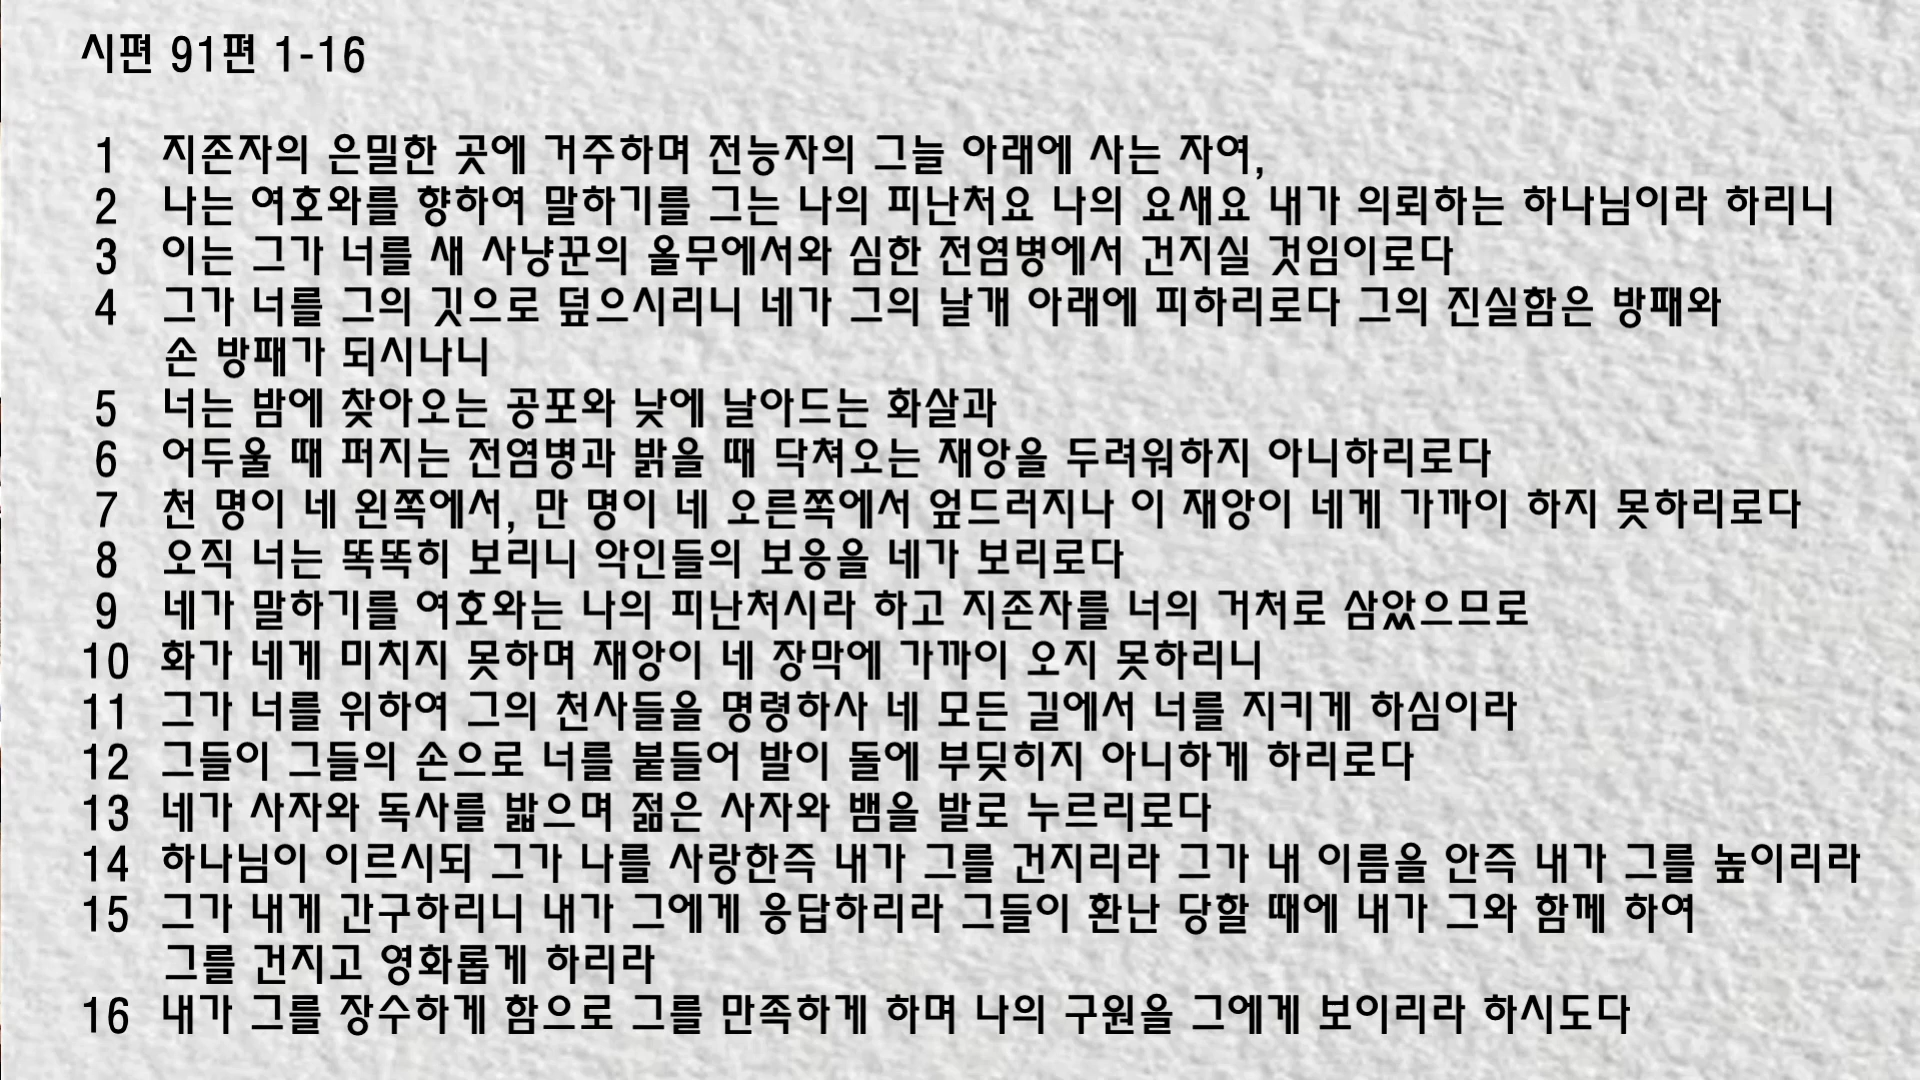 시편 91편 1-16
1 지존자의 은밀한 곳에 거주하며 전능자의 그늘 아래에 사는 자여,
2 나는 여호와를 향하여 말하기를 그는 나의 피난처요 나의 요새요 내가 의뢰하는 하나님이라 하리니
3 이는 그가 너를 새 사냥꾼의 올무에서와 심한 전염병에서 건지실 것임이로다
4 그가 너를 그의 깃으로 덮으시리니 네가 그의 날개 아래에 피하리로다 그의 진실함은 방패와
손 방패가 되시나니
5 너는 밤에 찾아오는 공포와 낮에 날아드는 화살과
6 어두울 때 퍼지는 전염병과 밝을 때 닥쳐오는 재앙을 두려워하지 아니하리로다
7 천 명이 네 왼쪽에서, 만 명이 네 오른쪽에서 엎드러지나 이 재앙이 네게 가까이 하지 못하리로다
8 오직 너는 똑똑히 보리니 악인들의 보응을 네가 보리로다
9 네가 말하기를 여호와는 나의 피난처시라 하고 지존자를 너의 거처로 삼았으므로
10 화가 네게 미치지 못하며 재앙이 네 장막에 가까이 오지 못하리니
11 그가 너를 위하여 그의 천사들을 명령하사 네 모든 길에서 너를 지키게 하심이라
12 그들이 그들의 손으로 너를 붙들어 발이 돌에 부딪히지 아니하게 하리로다
13 네가 사자와 독사를 밟으며 젊은 사자와 뱀을 발로 누르리로다
14 하나님이 이르시되 그가 나를 사랑한즉 내가 그를 건지리라 그가 내 이름을 안즉 내가 그를 높이리라
15 그가 내게 간구하리니 내가 그에게 응답하리라 그들이 환난 당할 때에 내가 그와 함께 하여
그를 건지고 영화롭게 하리라
16 내가 그를 장수하게 함으로 그를 만족하게 하며 나의 구원을 그에게 보이리라 하시도다